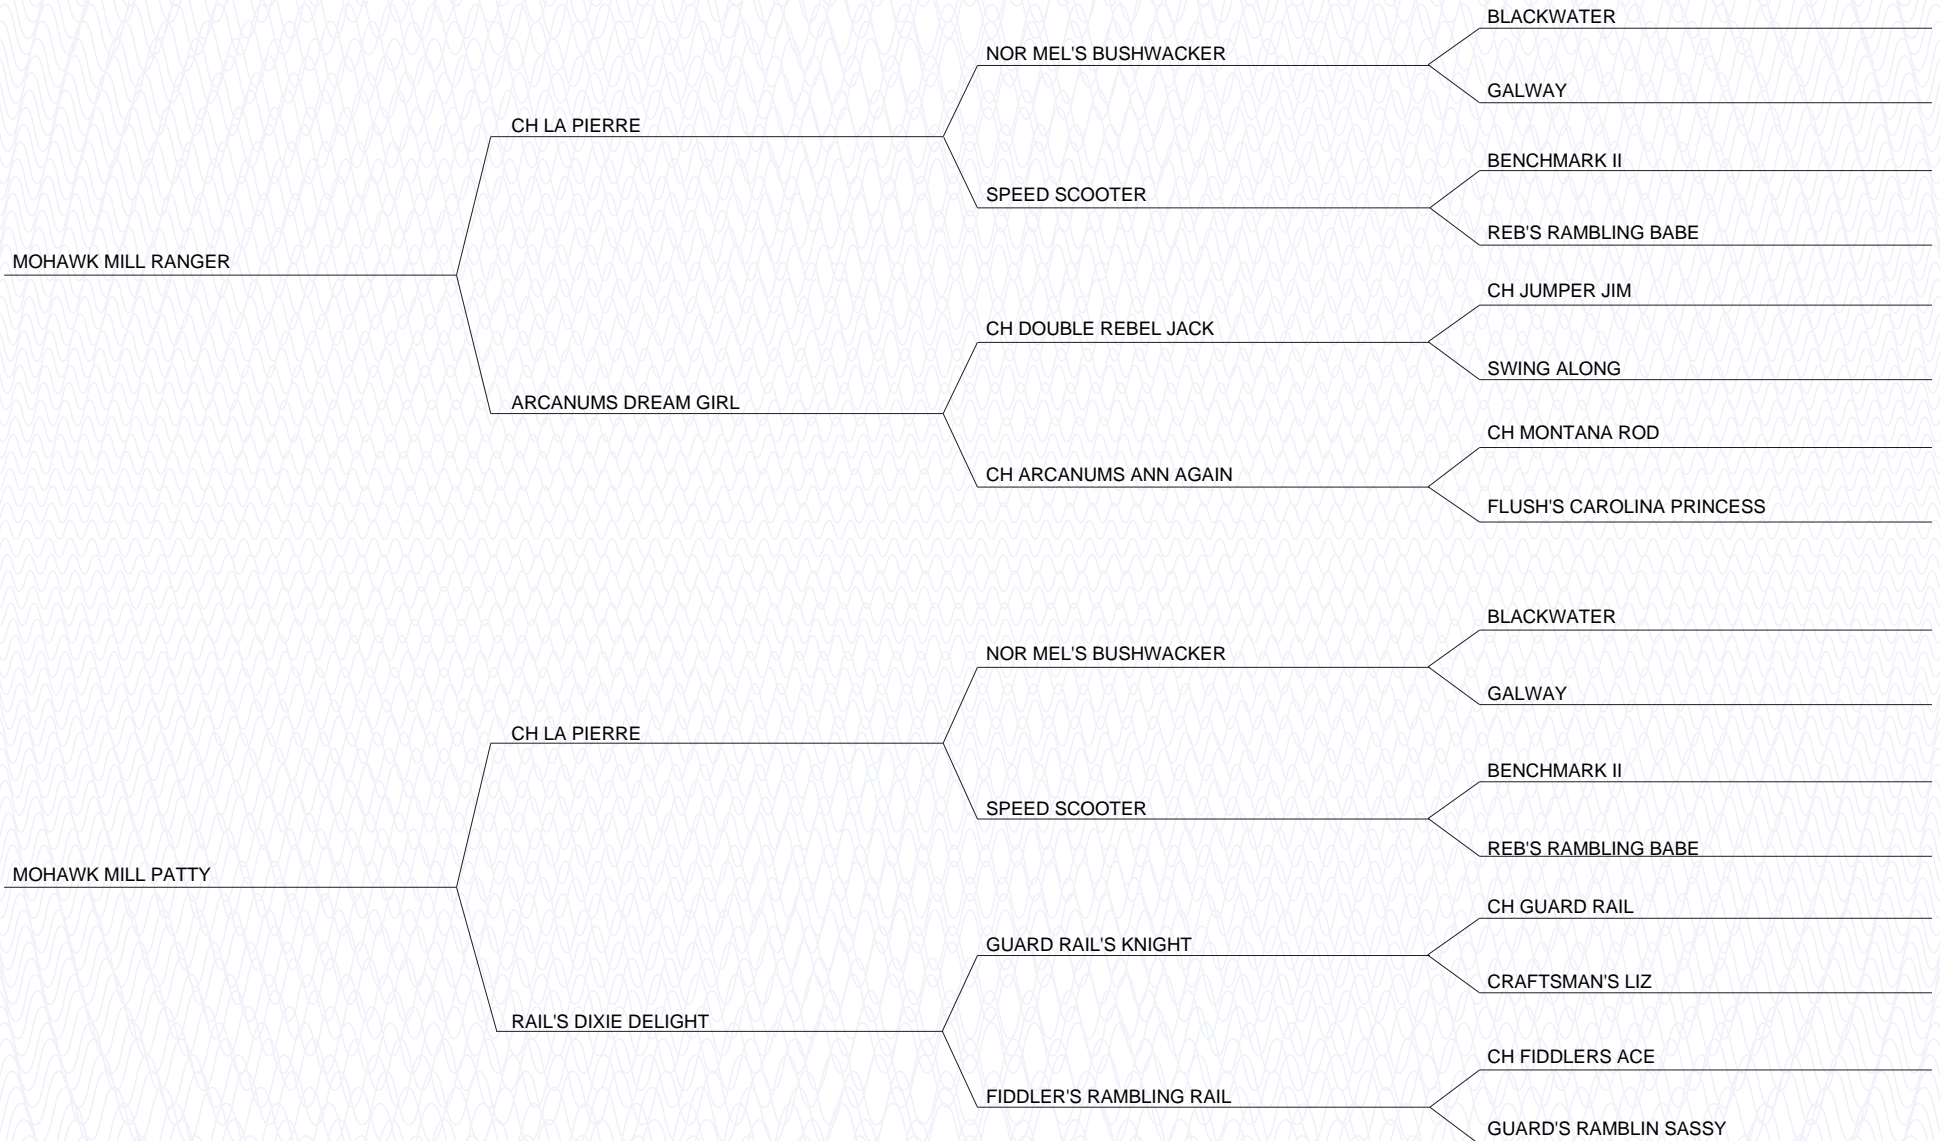 BLACKWATER
NOR MEL'S BUSHWACKER
GALWAY
CH LA PIERRE
BENCHMARK II
SPEED SCOOTER
REB'S RAMBLING BABE
MOHAWK MILL RANGER
CH JUMPER JIM
CH DOUBLE REBEL JACK
SWING ALONG
ARCANUMS DREAM GIRL
CH MONTANA ROD
CH ARCANUMS ANN AGAIN
FLUSH'S CAROLINA PRINCESS
BLACKWATER
NOR MEL'S BUSHWACKER
GALWAY
CH LA PIERRE
BENCHMARK II
SPEED SCOOTER
REB'S RAMBLING BABE
MOHAWK MILL PATTY
CH GUARD RAIL
GUARD RAIL'S KNIGHT
CRAFTSMAN'S LIZ
RAIL'S DIXIE DELIGHT
CH FIDDLERS ACE
FIDDLER'S RAMBLING RAIL
GUARD'S RAMBLIN SASSY